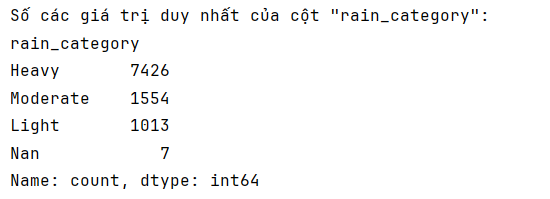 Số các giá trị duy nhất của cột "rain_category":
rain_category
Heavy       7426
Moderate    1554
Light       1013
Nan            7
Name: count, dtype: int64